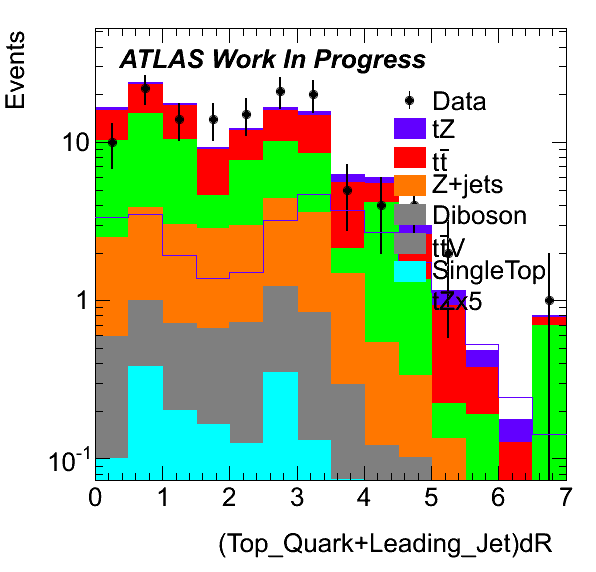 Events
ATLAS Work In Progress
Data
tZ
tt̅
Z+jets
Diboson
tt̅V
SingleTop
tZx5
10
1
10⁻¹
0 1 2 3 4 5 6 7
(Top_Quark+Leading_Jet)dR